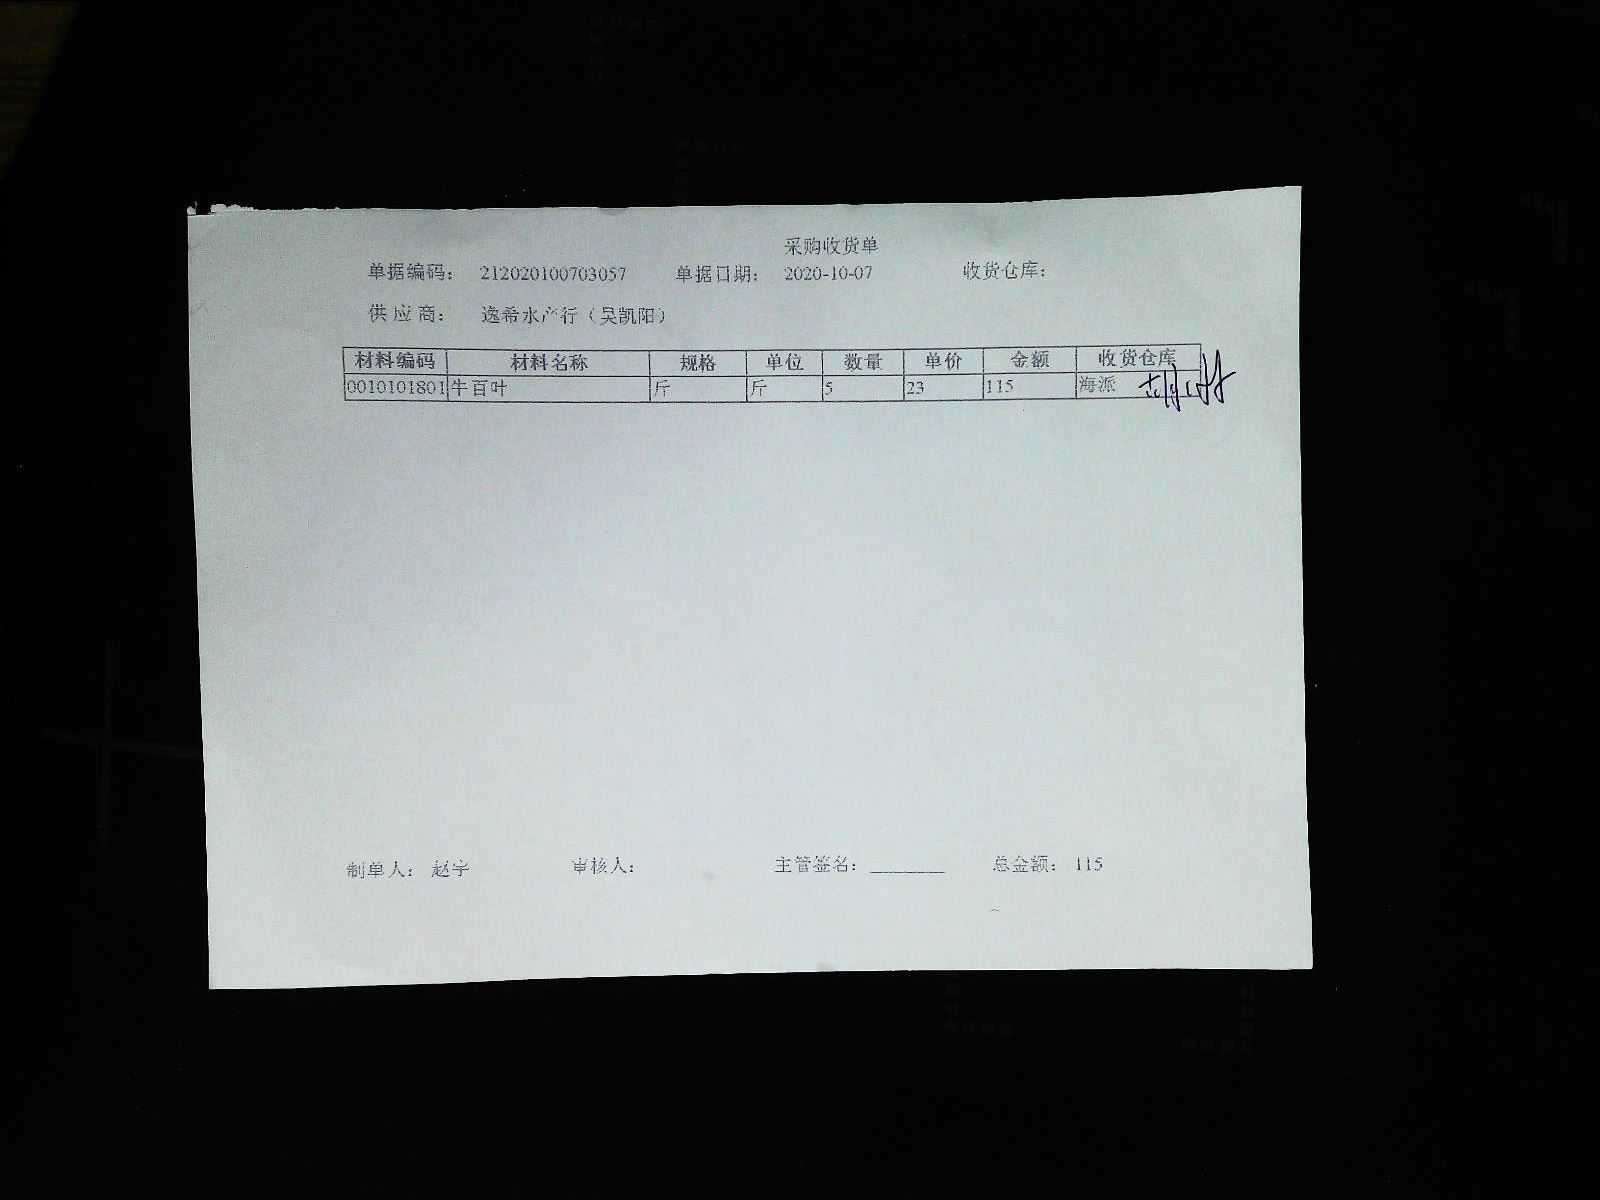 采购收货单
单据编码： 212020100703057 单据日期： 2020-10-07 收货仓库：
供应商： 逸希水产行（吴凯阳）
材料编码 材料名称 规格 单位 数量 单价 金额 收货仓库
0010101801 牛百叶 斤 斤 5 23 115 海派
制单人： 赵宇 审核人： 主管签名： 总金额： 115